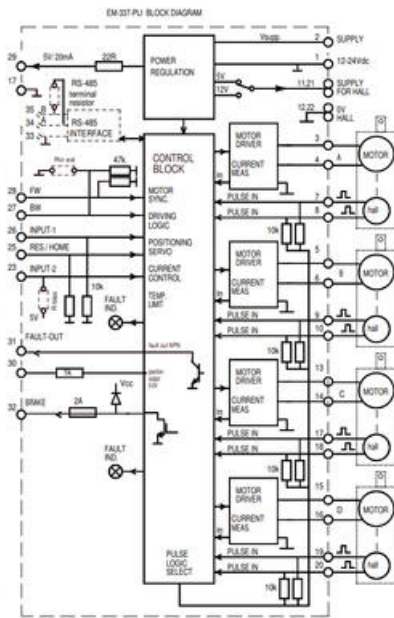 EM-337-PLI BLOCK DIAGRAM
Vsupp.
2
SUPPLY
29
5V/ 20mA
22R
POWER
REGULATION
1
12-24Vdc
17
5V
12V
11,21
SUPPLY
FOR HALL
RS-485
terminal
resistor
12,22
0V
HALL
35
B
34
A
33
RS-485
INTERFACE
CONTROL
BLOCK
47k
MOTOR
DRIVER
CURRENT
MEAS.
3
4
A
MOTOR
28
FW
MOTOR
SYNC.
PULSE IN
7
PULSE IN
8
hall
27
BW
DRIVING
LOGIC
10k
26
INPUT-1
POSITIONING
SERVO
25
RES./ HOME
MOTOR
DRIVER
CURRENT
MEAS.
5
6
B
MOTOR
23
INPUT-2
CURRENT
CONTROL
10k
5V
TEMP.
LIMIT
FAULT
IND.
PULSE IN
9
PULSE IN
10
hall
31
FAULT-OUT
fault out NPN
10k
30
1k
MOTOR
DRIVER
CURRENT
MEAS.
13
14
C
MOTOR
Vcc
32
BRAKE
2A
PULSE IN
17
PULSE IN
18
hall
FAULT
IND.
10k
MOTOR
DRIVER
CURRENT
MEAS.
15
16
D
MOTOR
PULSE
LOGIC
SELECT
PULSE IN
19
PULSE IN
20
hall
10k